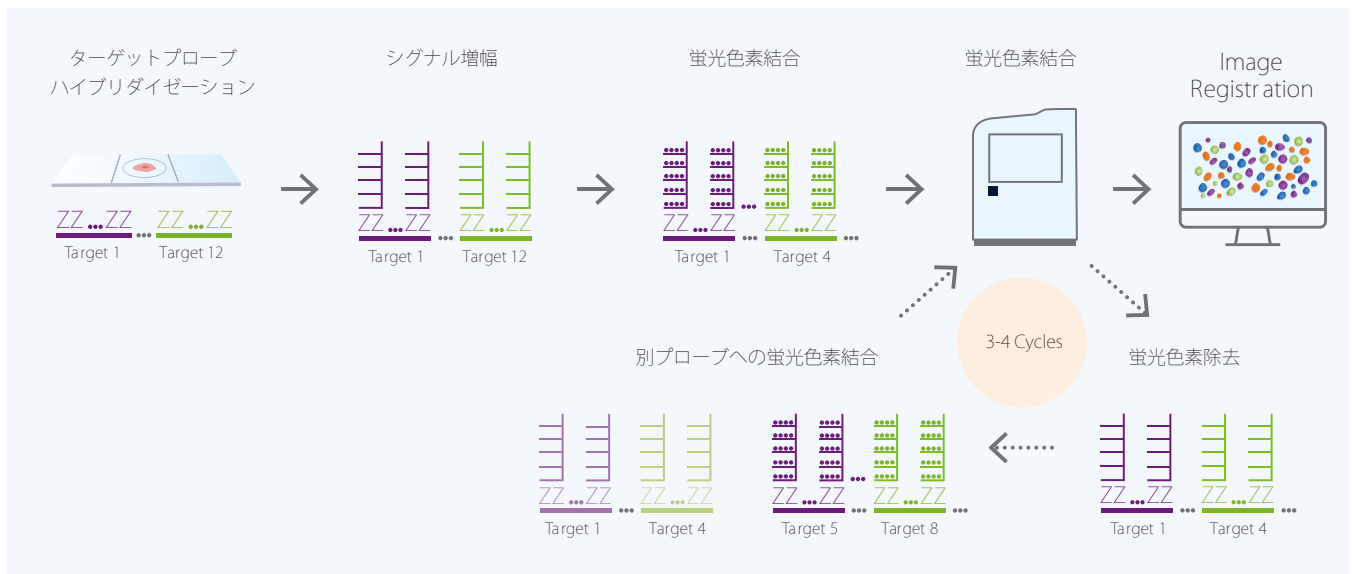 ターゲットプローブ
ハイブリダイゼーション
シグナル増幅
蛍光色素結合
蛍光色素結合
Image
Registration
ZZ...ZZ ... ZZ...ZZ
Target 1 Target 12
ZZ...ZZ ... ZZ...ZZ
Target 1 Target 12
ZZ...ZZ ... ZZ...ZZ ...
Target 1 Target 4
3-4 Cycles
別プローブへの蛍光色素結合
蛍光色素除去
ZZ...ZZ ... ZZ...ZZ
Target 1 Target 4
ZZ...ZZ ... ZZ...ZZ ...
Target 5 Target 8
ZZ...ZZ ... ZZ...ZZ ...
Target 1 Target 4